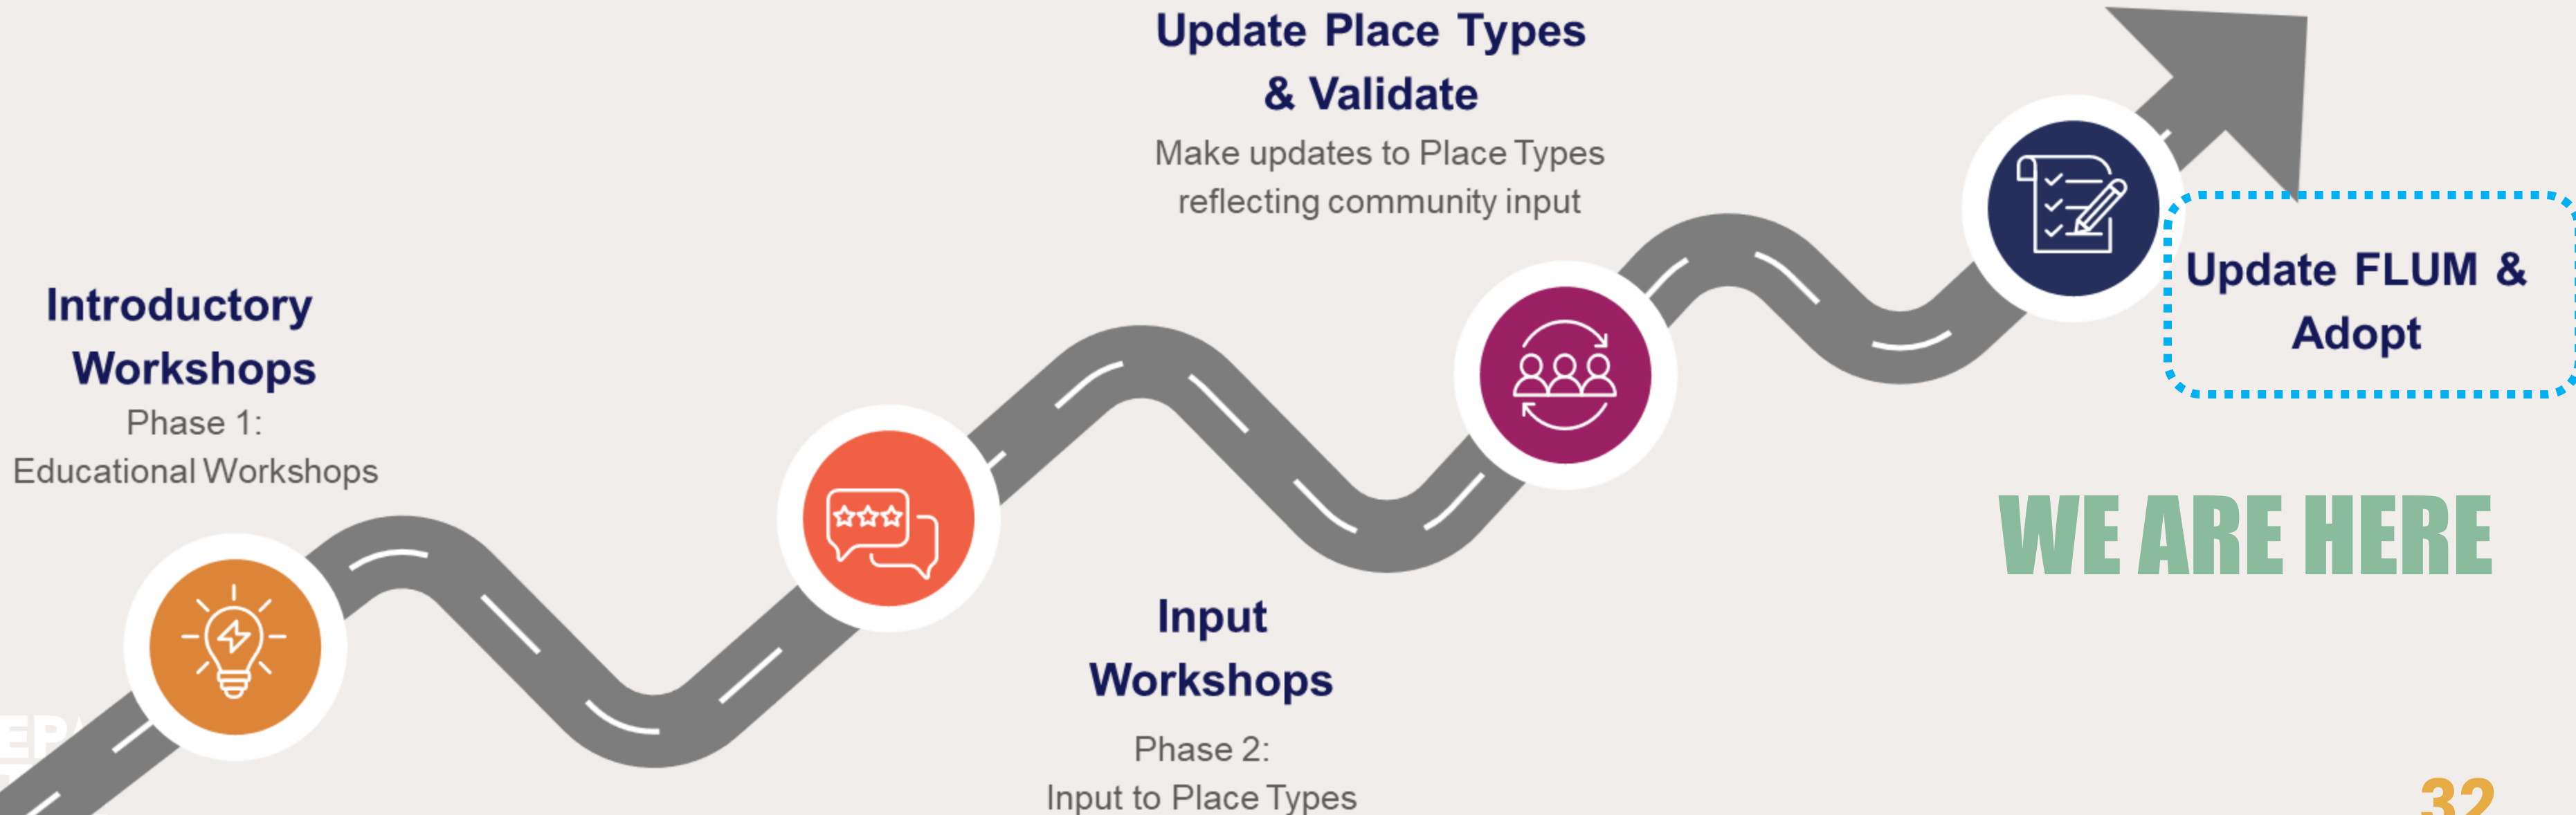 Introductory
Workshops
Phase 1:
Educational Workshops
Input
Workshops
Phase 2:
Input to Place Types
Update Place Types
& Validate
Make updates to Place Types
reflecting community input
Update FLUM &
Adopt
WE ARE HERE
32